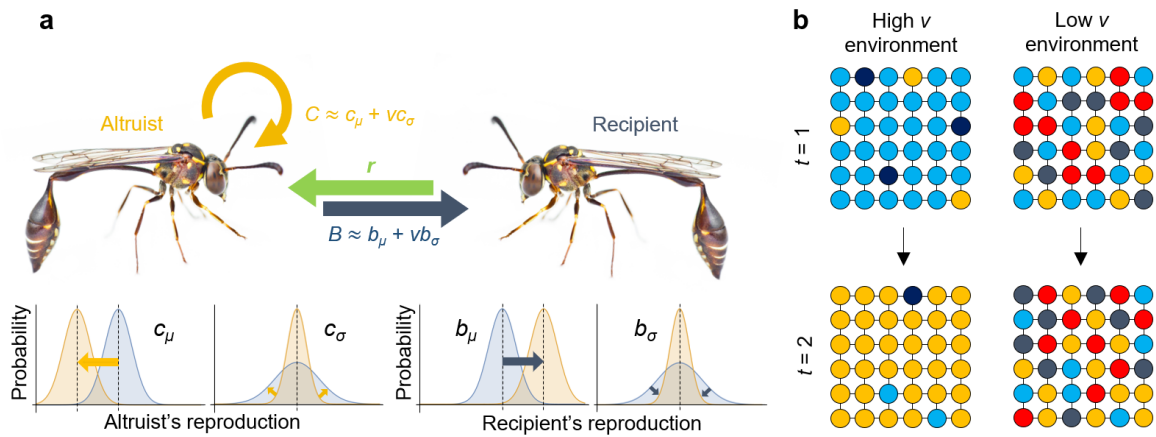 a
Altruist
C ≈ cμ + vcσ
Recipient
r
B ≈ bμ + vbσ
Probability
cμ
cσ
Altruist's reproduction
Probability
bμ
bσ
Recipient's reproduction
b
High v
environment
Low v
environment
t = 1
t = 2